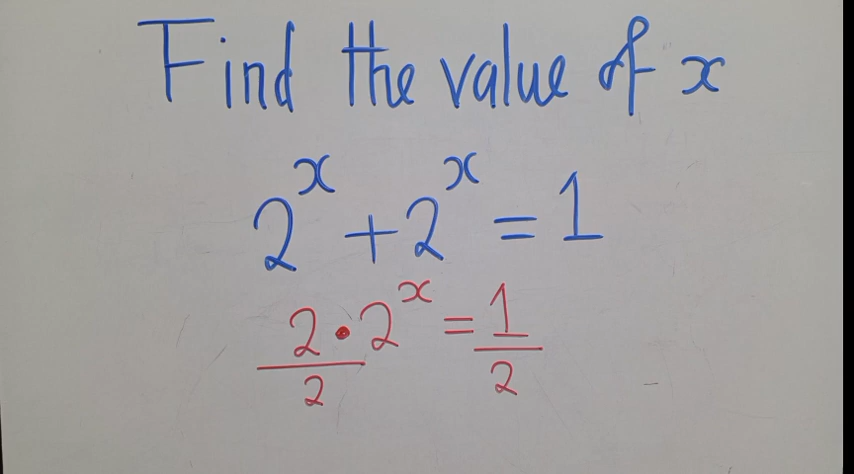 Find the value of x
2^x + 2^x = 1
2 • 2^x / 2 = 1 / 2